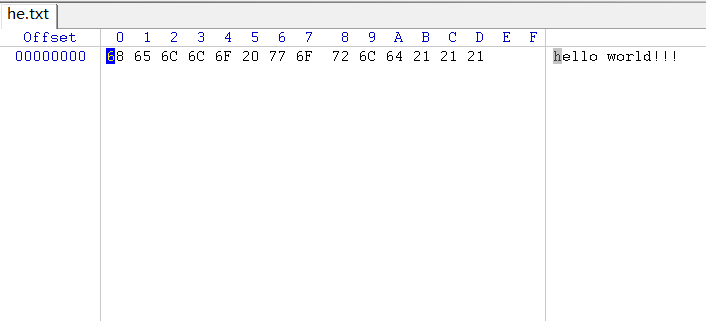 he.txt
Offset 0 1 2 3 4 5 6 7 8 9 A B C D E F
00000000 68 65 6C 6C 6F 20 77 6F 72 6C 64 21 21 21 hello world!!!